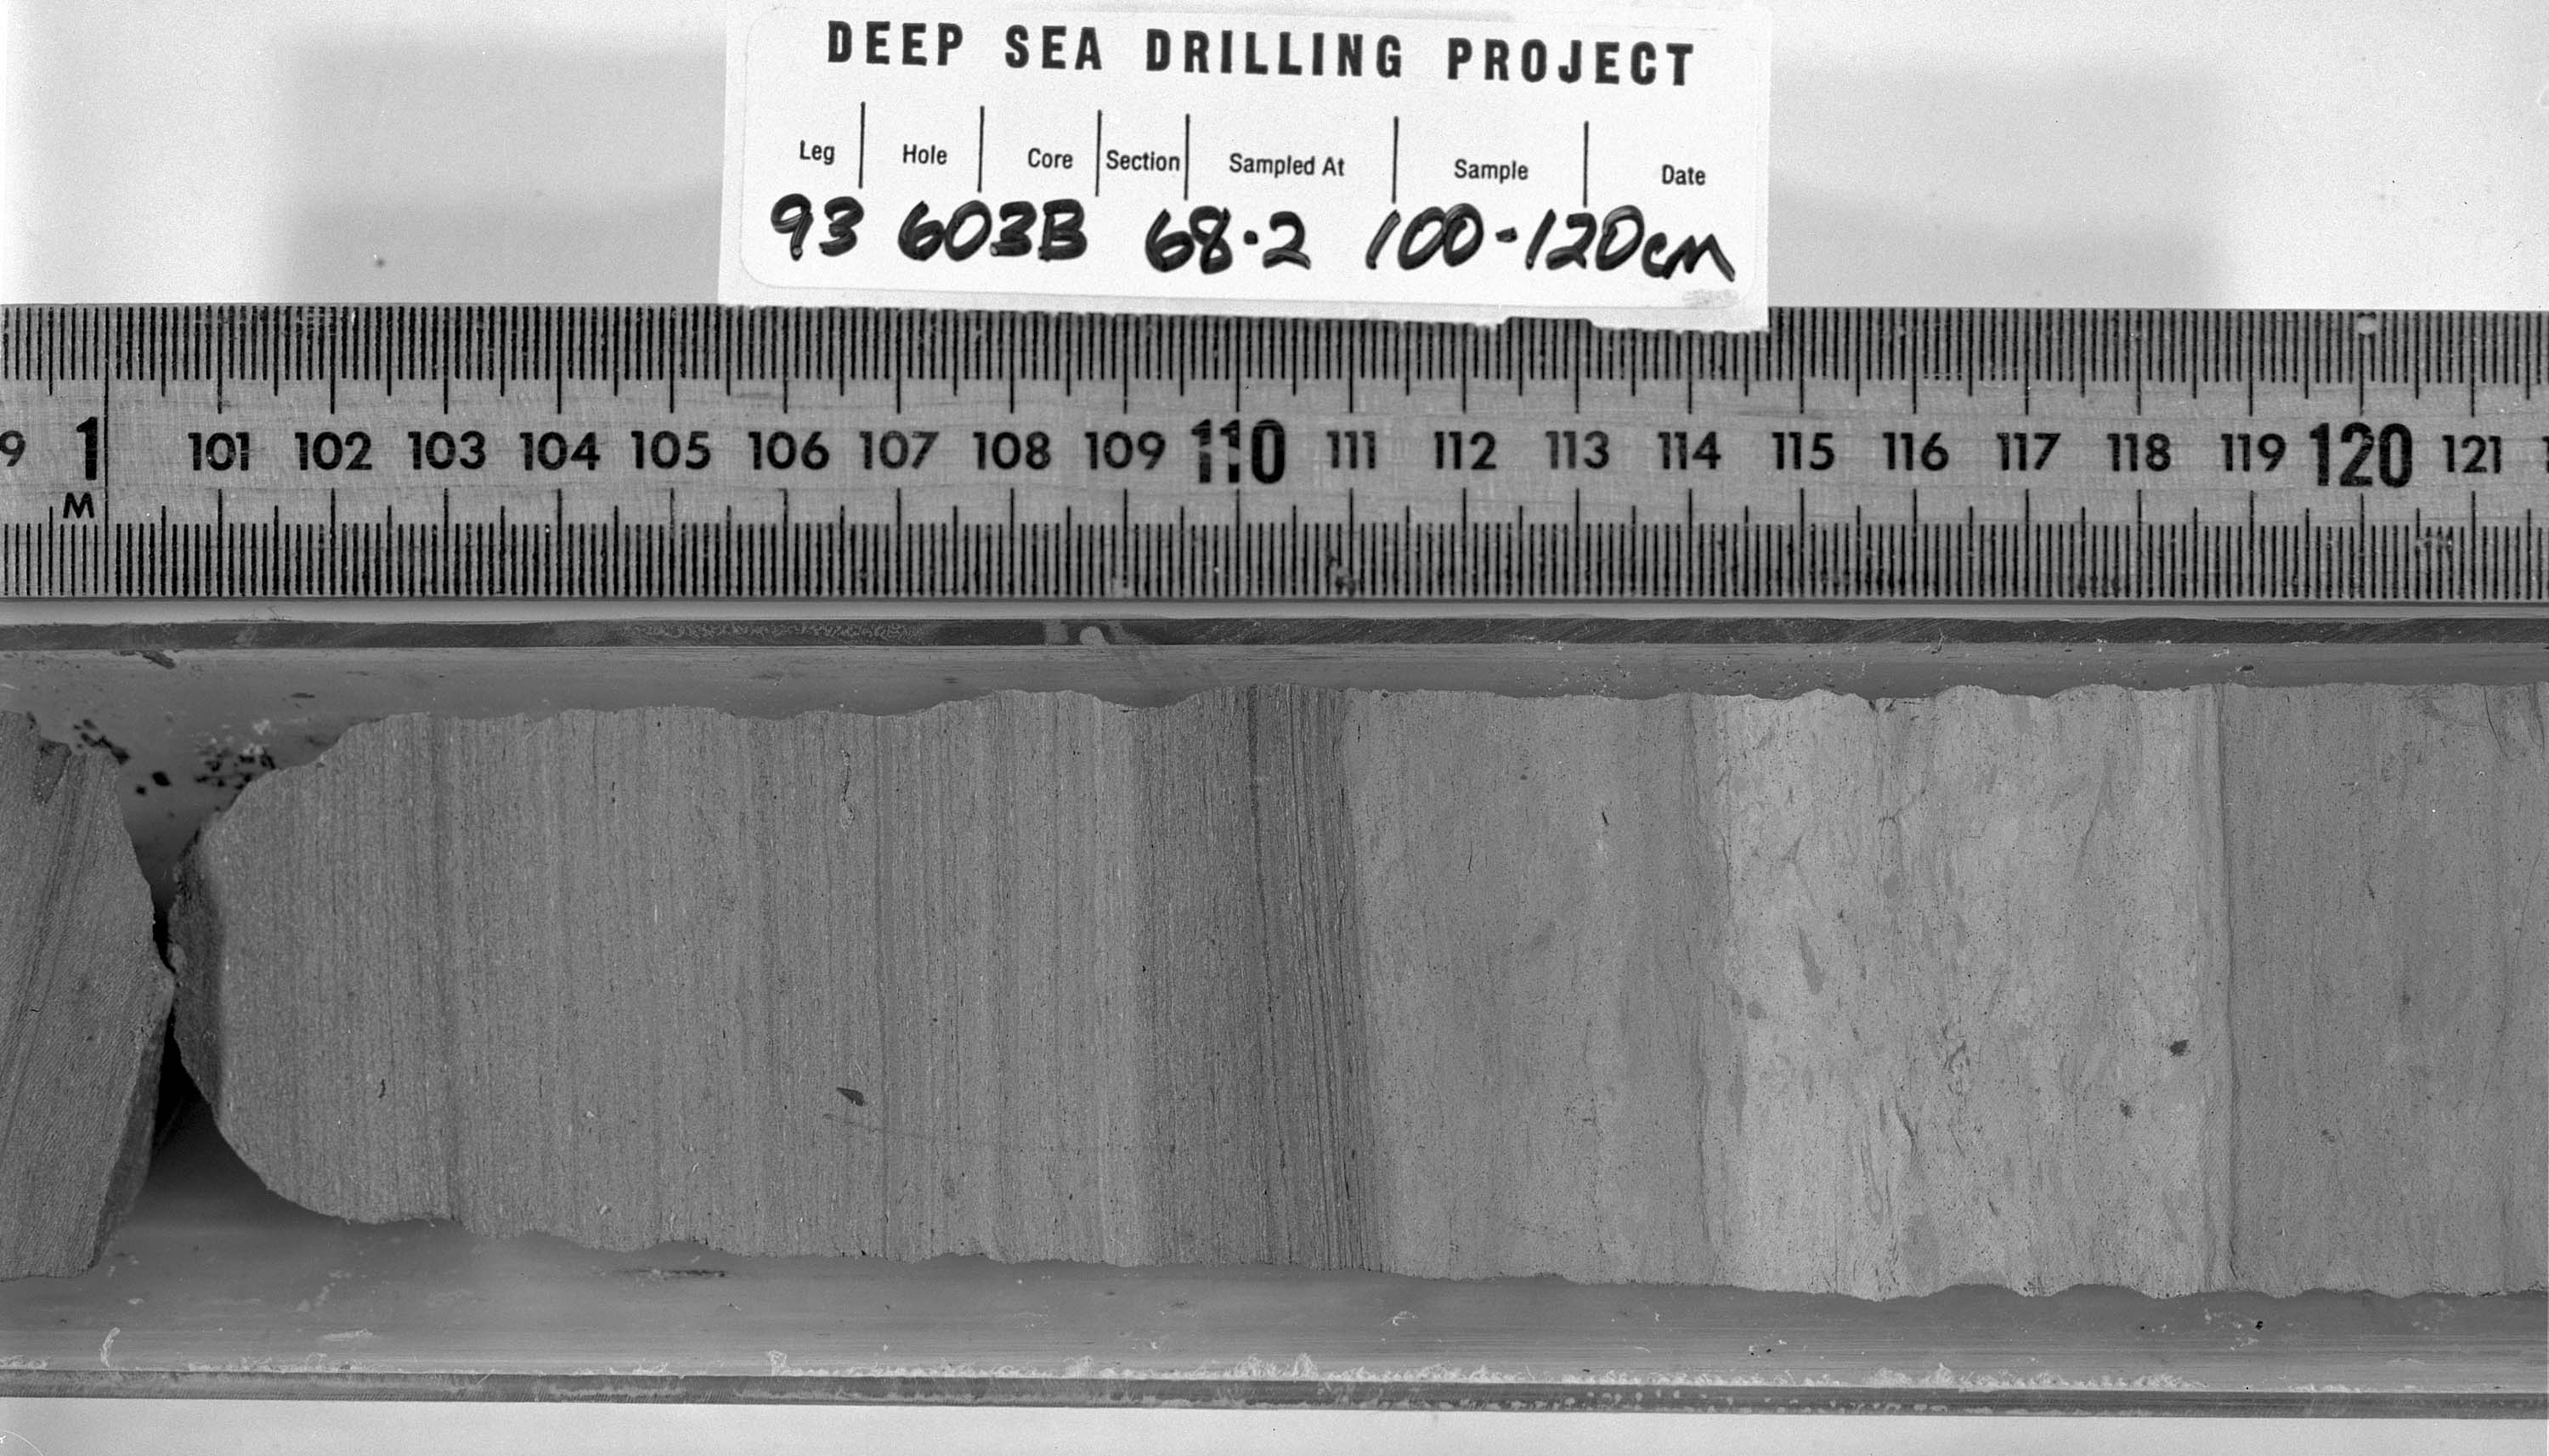 DEEP SEA DRILLING PROJECT
Leg Hole Core Section Sampled At Sample Date
93 603B 68·2 100-120cm
9 1 101 102 103 104 105 106 107 108 109 110 111 112 113 114 115 116 117 118 119 120 121
M